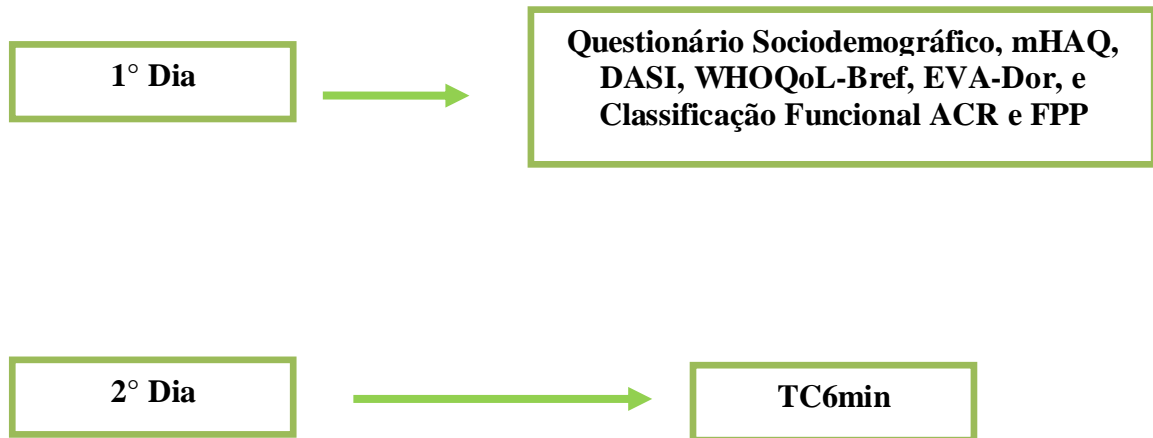 1° Dia
Questionário Sociodemográfico, mHAQ,
DASI, WHOQoL-Bref, EVA-Dor, e
Classificação Funcional ACR e FPP
2° Dia
TC6min